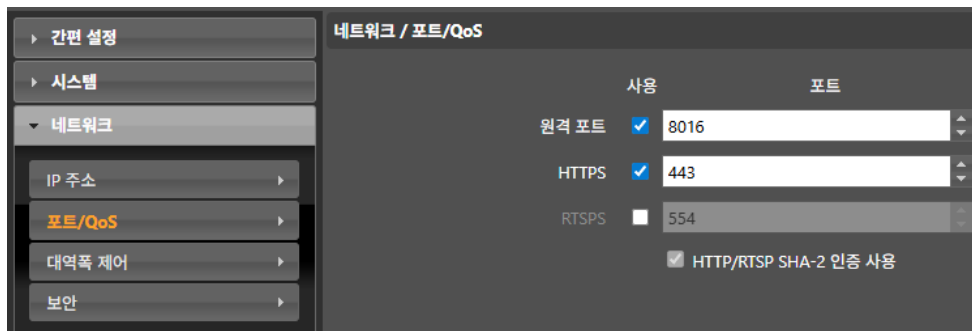 간편 설정
시스템
네트워크
IP 주소
포트/QoS
대역폭 제어
보안
네트워크 / 포트/QoS
사용 포트
원격 포트 8016
HTTPS 443
RTSPS 554
HTTP/RTSP SHA-2 인증 사용